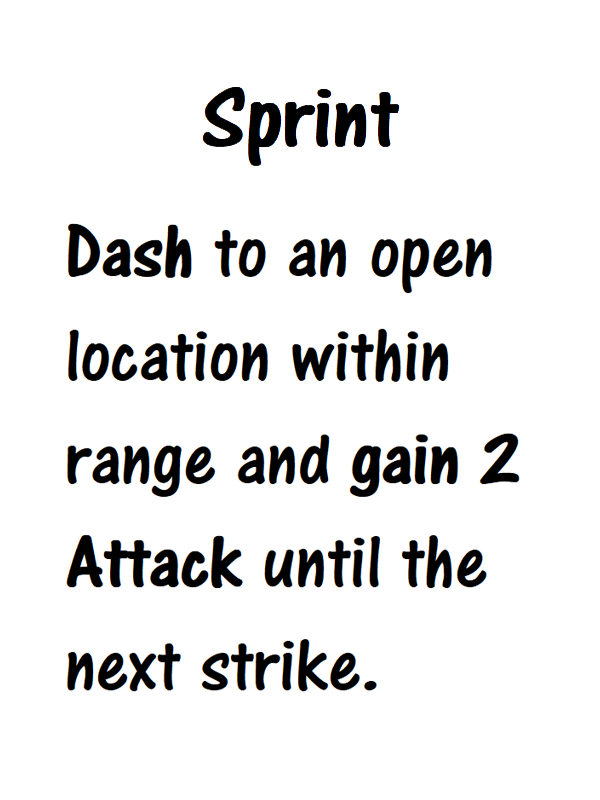 Sprint
Dash to an open
location within
range and gain 2
Attack until the
next strike.